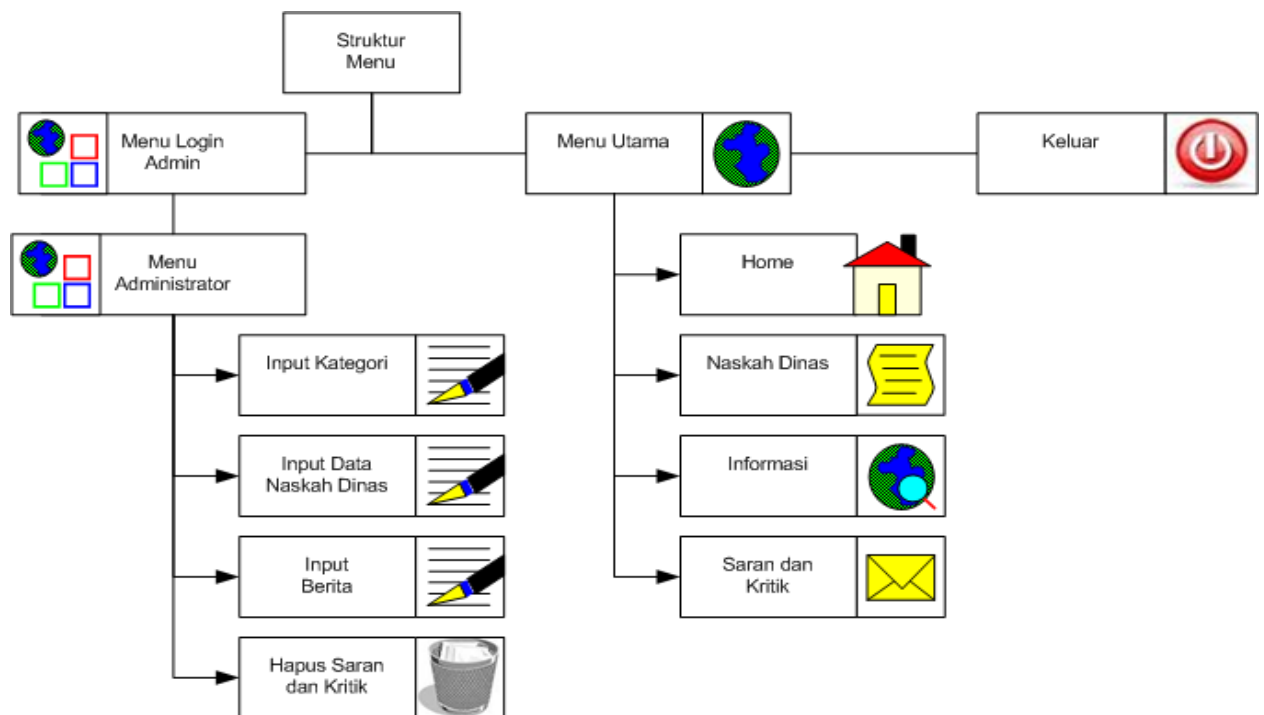 Struktur
Menu
Menu Login
Admin
Menu Utama
Keluar
Menu
Administrator
Home
Input Kategori
Naskah Dinas
Input Data
Naskah Dinas
Informasi
Input
Berita
Saran dan
Kritik
Hapus Saran
dan Kritik